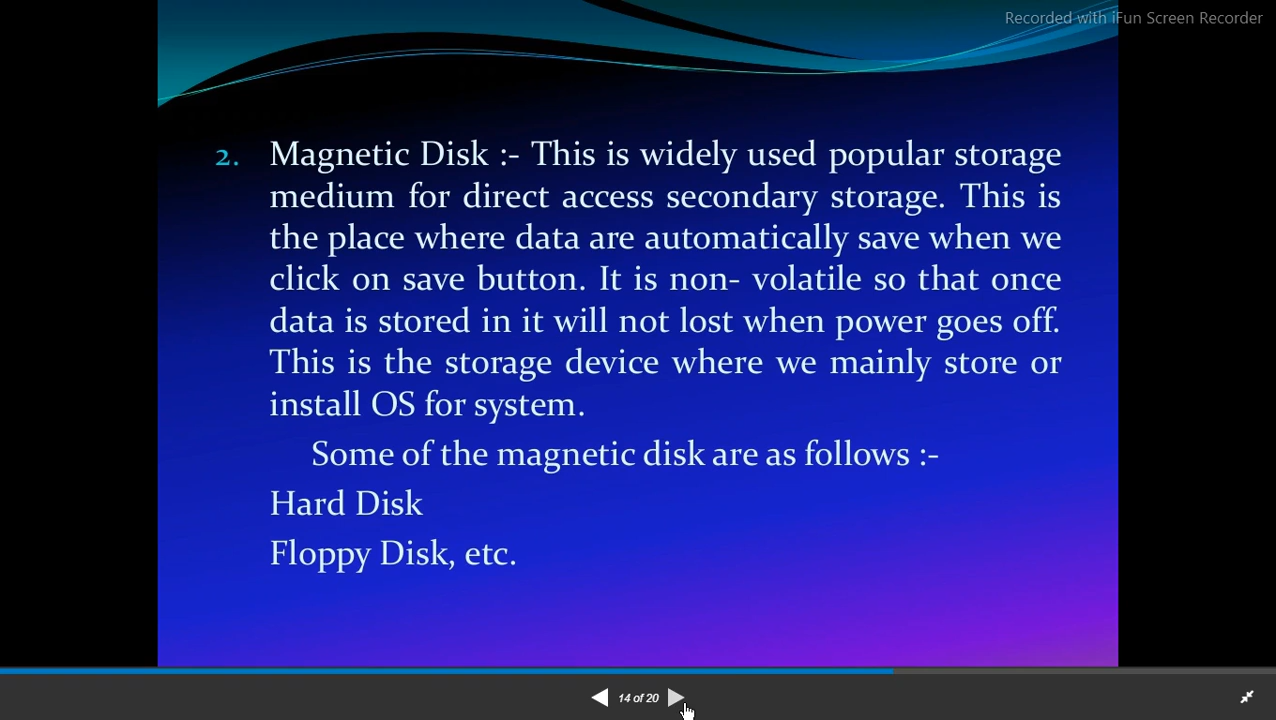 Recorded with iFun Screen Recorder
2. Magnetic Disk :- This is widely used popular storage
medium for direct access secondary storage. This is
the place where data are automatically save when we
click on save button. It is non- volatile so that once
data is stored in it will not lost when power goes off.
This is the storage device where we mainly store or
install OS for system.
Some of the magnetic disk are as follows :-
Hard Disk
Floppy Disk, etc.
14 of 20